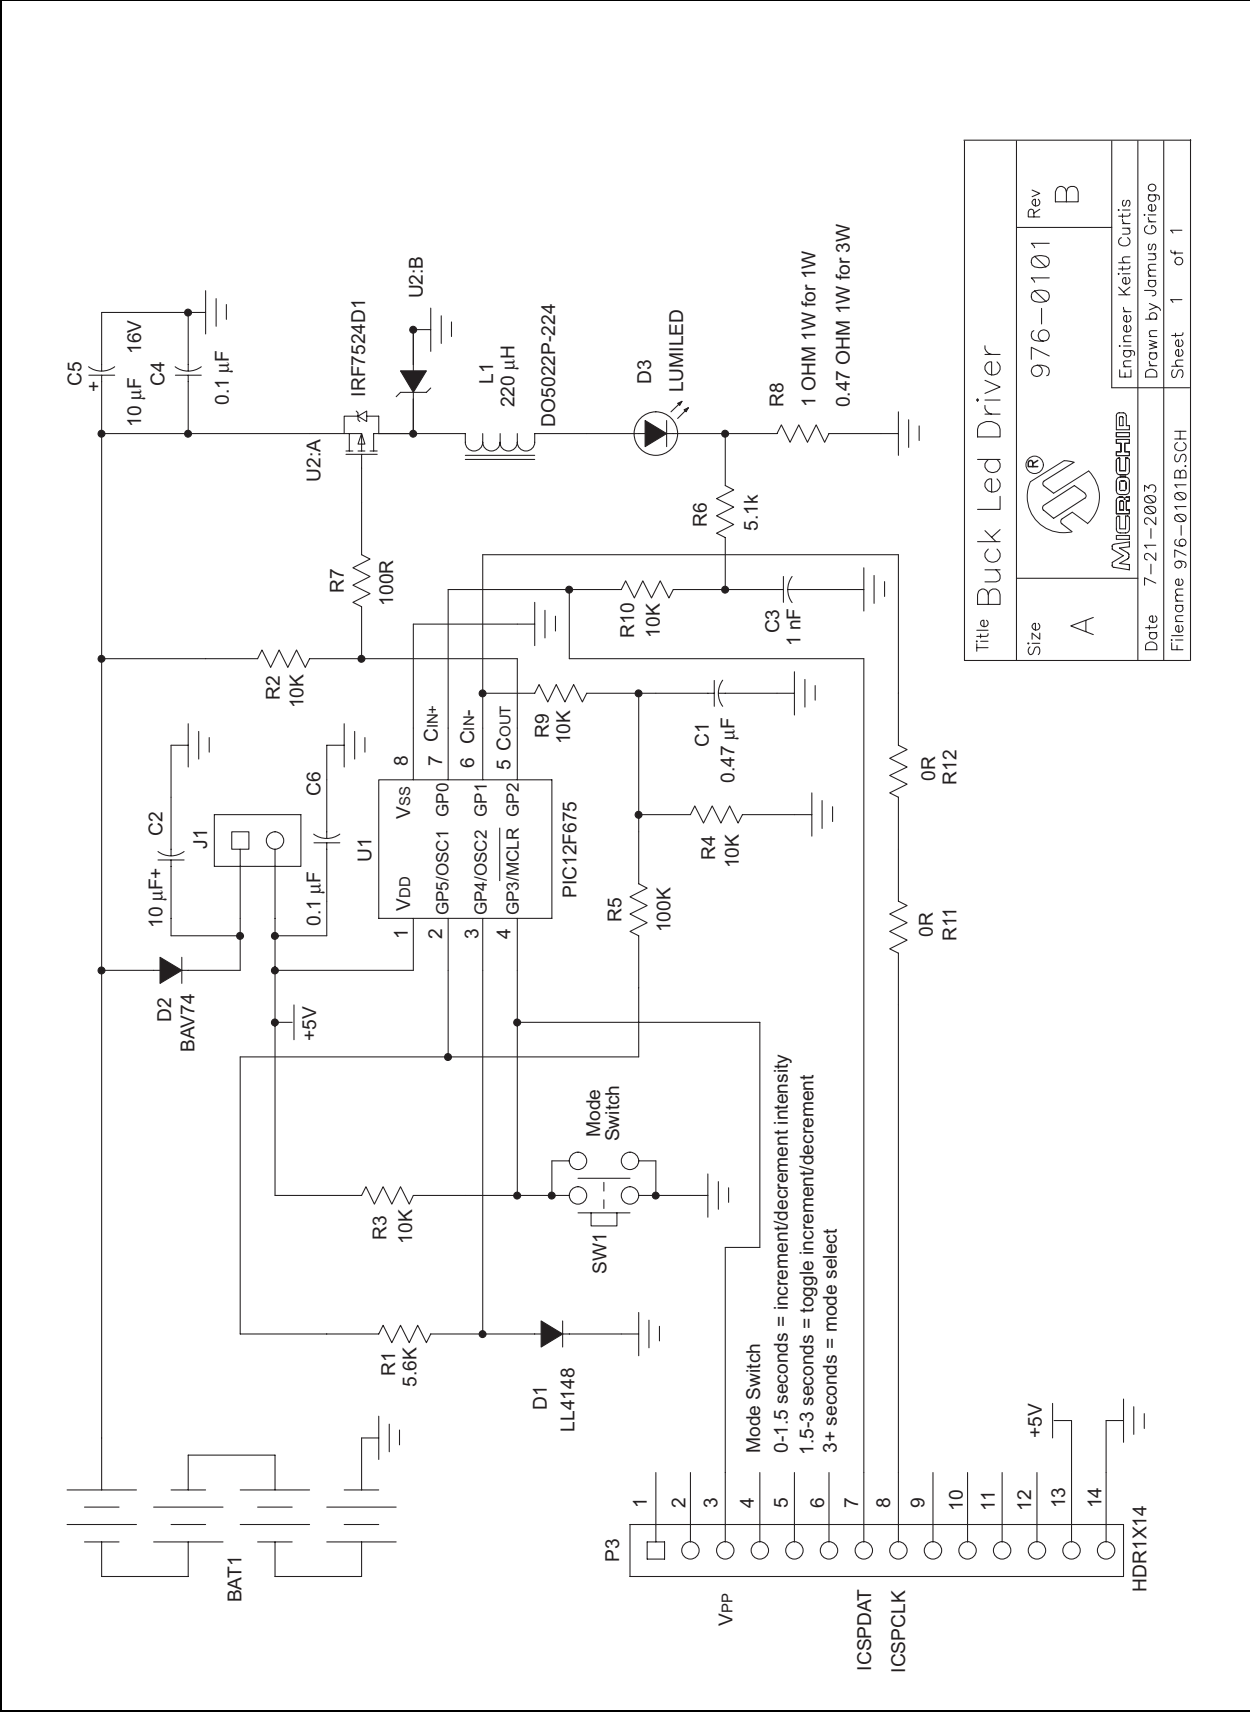 BAT1
C5
+
10 µF 16V
C4
0.1 µF
D2
BAV74
C2
10 µF+
J1
C6
0.1 µF
+5V
R2
10K
R7
100R
U2:A
IRF7524D1
U2:B
L1
220 µH
DO5022P-224
D3
LUMILED
R8
1 OHM 1W for 1W
0.47 OHM 1W for 3W
R6
5.1k
R10
10K
C3
1 nF
U1
1 VDD VSS 8
2 GP5/OSC1 GP0 7 CIN+
3 GP4/OSC2 GP1 6 CIN-
4 GP3/MCLR GP2 5 COUT
PIC12F675
R9
10K
C1
0.47 µF
R4
10K
R5
100K
R1
5.6K
R3
10K
D1
LL4148
SW1
Mode
Switch
Mode Switch
0-1.5 seconds = increment/decrement intensity
1.5-3 seconds = toggle increment/decrement
3+ seconds = mode select
0R
R12
0R
R11
P3
1
2
VPP 3
4
5
6
ICSPDAT 7
ICSPCLK 8
9
10
11
12
13
14
+5V
HDR1X14
Title Buck Led Driver
Size A
976-0101
Rev B
®
MICROCHIP
Engineer Keith Curtis
Date 7-21-2003
Drawn by Jamus Griego
Filename 976-0101B.SCH
Sheet 1 of 1